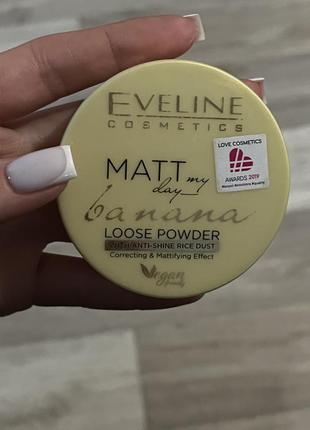 EVELINE
COSMETICS
MATT my
day
banana
LOOSE POWDER
WITH ANTI-SHINE RICE DUST
Correcting & Mattifying Effect
Vegan
LOVE COSMETICS
AWARDS 2019